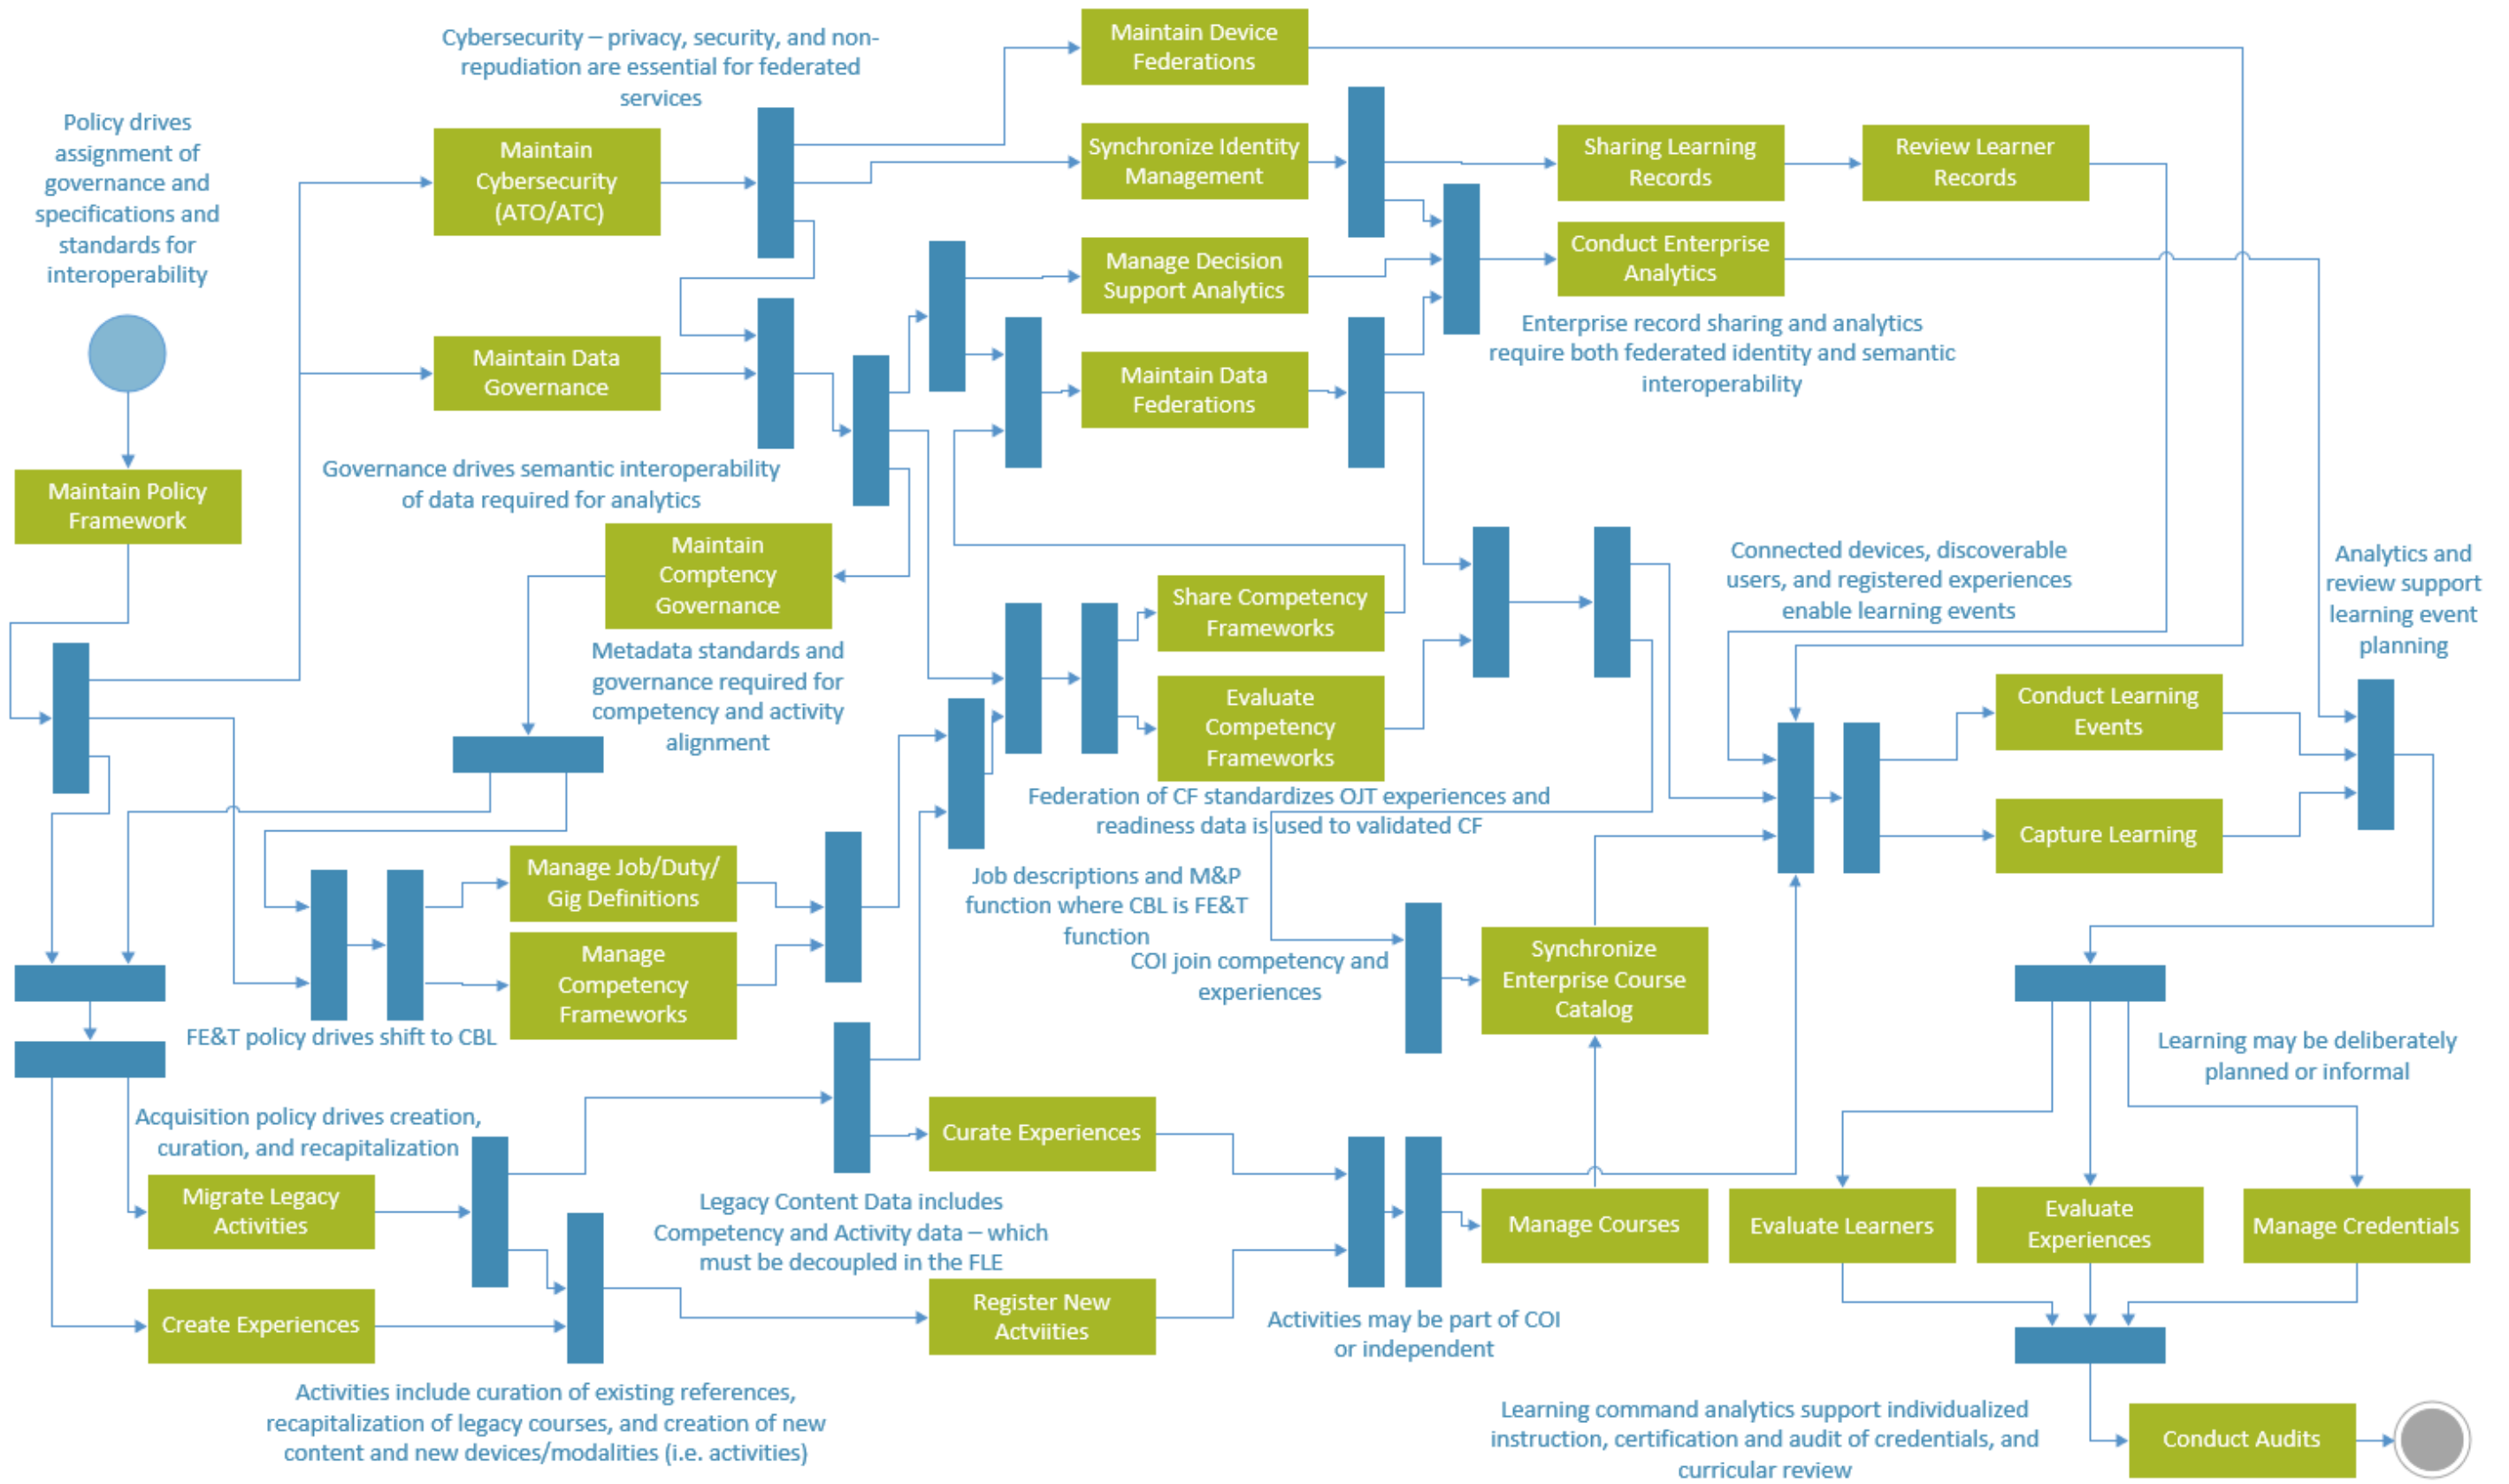 Cybersecurity – privacy, security, and non-
repudiation are essential for federated
services
Maintain Device
Federations
Policy drives
assignment of
governance and
specifications and
standards for
interoperability
Maintain
Cybersecurity
(ATO/ATC)
Synchronize Identity
Management
Sharing Learning
Records
Review Learner
Records
Manage Decision
Support Analytics
Conduct Enterprise
Analytics
Maintain Data
Governance
Maintain Data
Federations
Enterprise record sharing and analytics
require both federated identity and semantic
interoperability
Governance drives semantic interoperability
of data required for analytics
Maintain Policy
Framework
Maintain
Comptency
Governance
Share Competency
Frameworks
Connected devices, discoverable
users, and registered experiences
enable learning events
Analytics and
review support
learning event
planning
Metadata standards and
governance required for
competency and activity
alignment
Evaluate
Competency
Frameworks
Conduct Learning
Events
Federation of CF standardizes OJT experiences and
readiness data is used to validated CF
Capture Learning
Manage Job/Duty/
Gig Definitions
Job descriptions and M&P
function where CBL is FE&T
function
Manage
Competency
Frameworks
COI join competency and
experiences
Synchronize
Enterprise Course
Catalog
FE&T policy drives shift to CBL
Learning may be deliberately
planned or informal
Acquisition policy drives creation,
curation, and recapitalization
Curate Experiences
Migrate Legacy
Activities
Legacy Content Data includes
Competency and Activity data – which
must be decoupled in the FLE
Manage Courses
Evaluate Learners
Evaluate
Experiences
Manage Credentials
Create Experiences
Register New
Actviities
Activities may be part of COI
or independent
Activities include curation of existing references,
recapitalization of legacy courses, and creation of new
content and new devices/modalities (i.e. activities)
Learning command analytics support individualized
instruction, certification and audit of credentials, and
curricular review
Conduct Audits